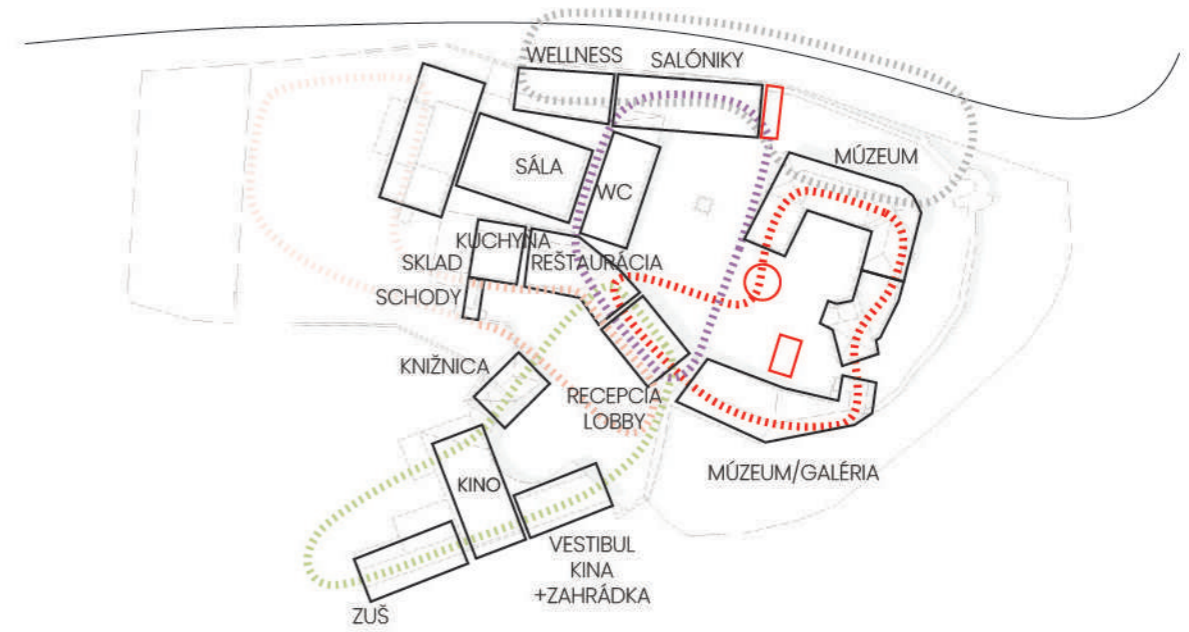 WELLNESS
SALÓNIKY
MÚZEUM
SÁLA
WC
KUCHYŇA
SKLAD
REŠTAURÁCIA
SCHODY
KNIŽNICA
RECEPCIA
LOBBY
MÚZEUM/GALÉRIA
KINO
VESTIBUL
KINA
+ZAHRÁDKA
ZUŠ